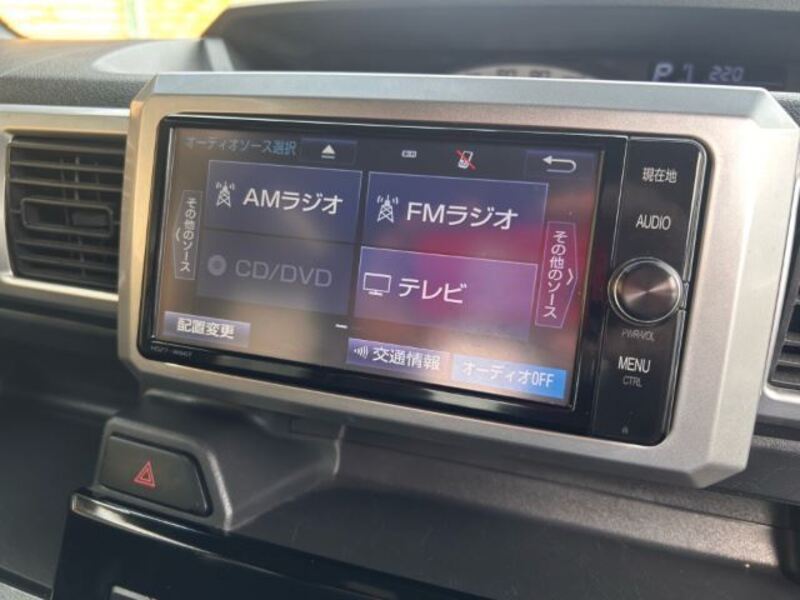 P
220
オーディオソース選択
現在地
AMラジオ
FMラジオ
AUDIO
その他のソース
その他のソース
CD/DVD
テレビ
PWR•VOL
配置変更
交通情報
オーディオOFF
MENU
CTRL